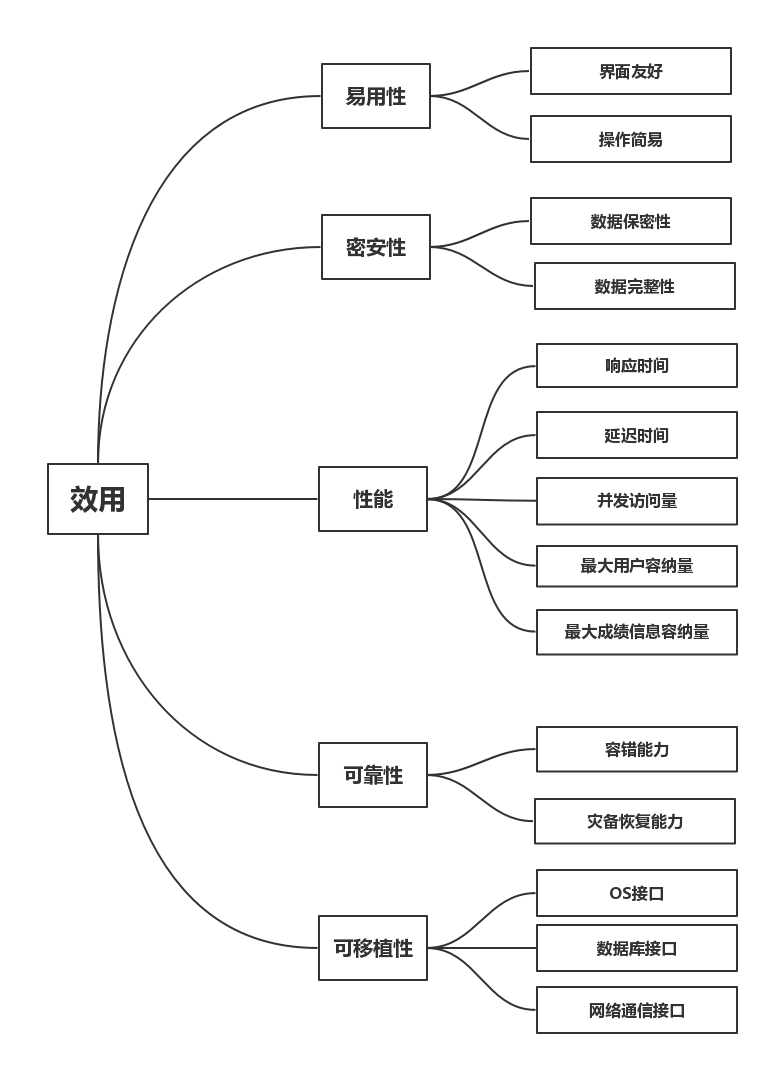 效用
易用性
界面友好
操作简易
密安性
数据保密性
数据完整性
性能
响应时间
延迟时间
并发访问量
最大用户容纳量
最大成绩信息容纳量
可靠性
容错能力
灾备恢复能力
可移植性
OS接口
数据库接口
网络通信接口